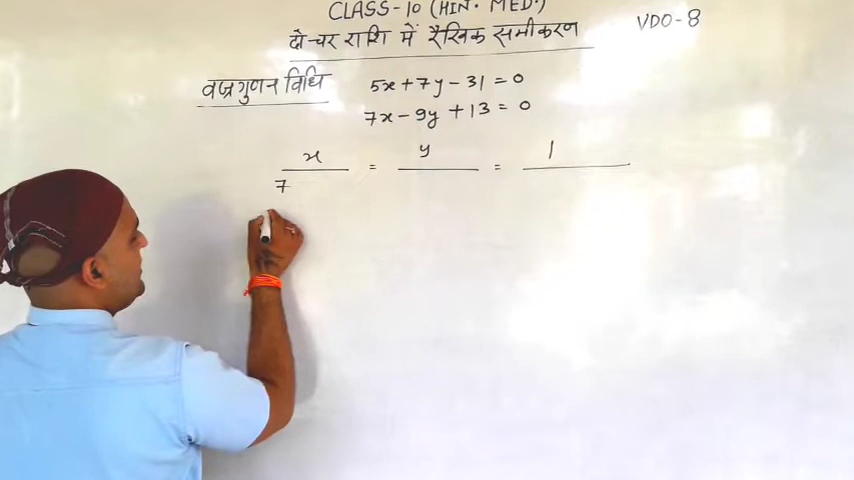 CLASS-10 (HIN. MED.) VDO-8
दो-चर राशि में रैखिक समीकरण
वज्रगुणन विधि 5x+7y-31=0
7x-9y+13=0
x = y = 1
7